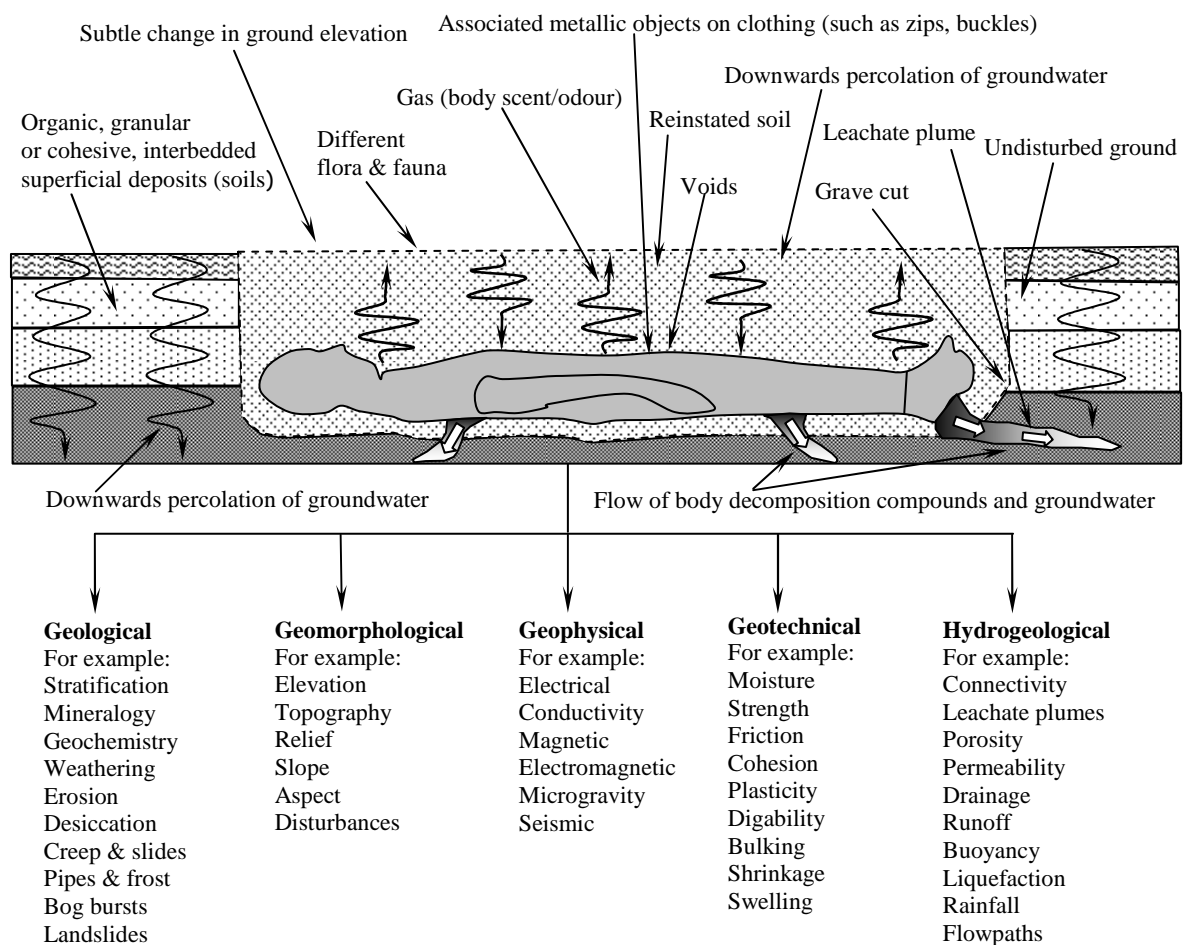 Associated metallic objects on clothing (such as zips, buckles)
Subtle change in ground elevation
Downwards percolation of groundwater
Gas (body scent/odour)
Organic, granular
or cohesive, interbedded
superficial deposits (soils)
Different
flora & fauna
Reinstated soil
Leachate plume
Undisturbed ground
Voids
Grave cut
Downwards percolation of groundwater
Flow of body decomposition compounds and groundwater
Geological
For example:
Stratification
Mineralogy
Geochemistry
Weathering
Erosion
Desiccation
Creep & slides
Pipes & frost
Bog bursts
Landslides
Geomorphological
For example:
Elevation
Topography
Relief
Slope
Aspect
Disturbances
Geophysical
For example:
Electrical
Conductivity
Magnetic
Electromagnetic
Microgravity
Seismic
Geotechnical
For example:
Moisture
Strength
Friction
Cohesion
Plasticity
Digability
Bulking
Shrinkage
Swelling
Hydrogeological
For example:
Connectivity
Leachate plumes
Porosity
Permeability
Drainage
Runoff
Buoyancy
Liquefaction
Rainfall
Flowpaths